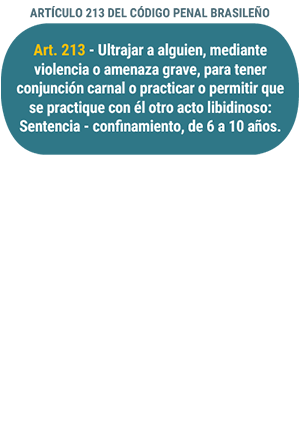 ARTÍCULO 213 DEL CÓDIGO PENAL BRASILEÑO
Art. 213 - Ultrajar a alguien, mediante
violencia o amenaza grave, para tener
conjunción carnal o practicar o permitir que
se practique con él otro acto libidinoso:
Sentencia - confinamiento, de 6 a 10 años.